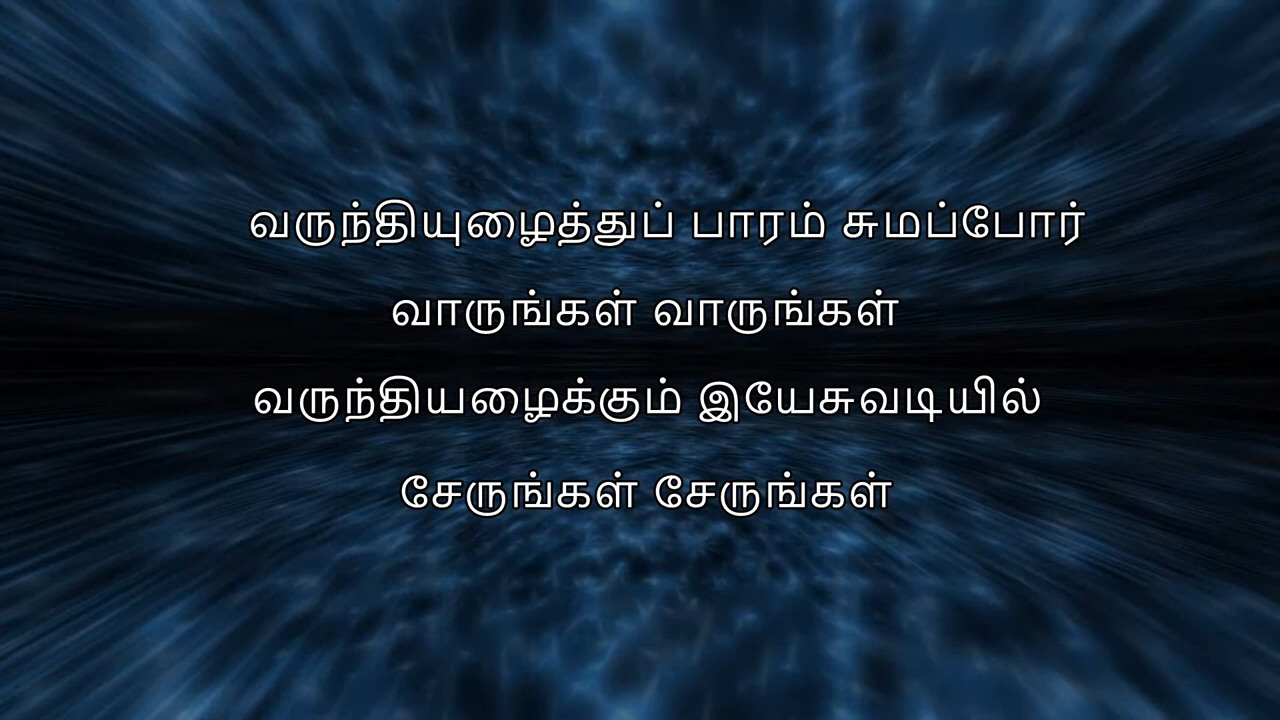 வருந்தியுழைத்துப் பாரம் சுமப்போர்
வாருங்கள் வாருங்கள்
வருந்தியழைக்கும் இயேசுவடியில்
சேருங்கள் சேருங்கள்